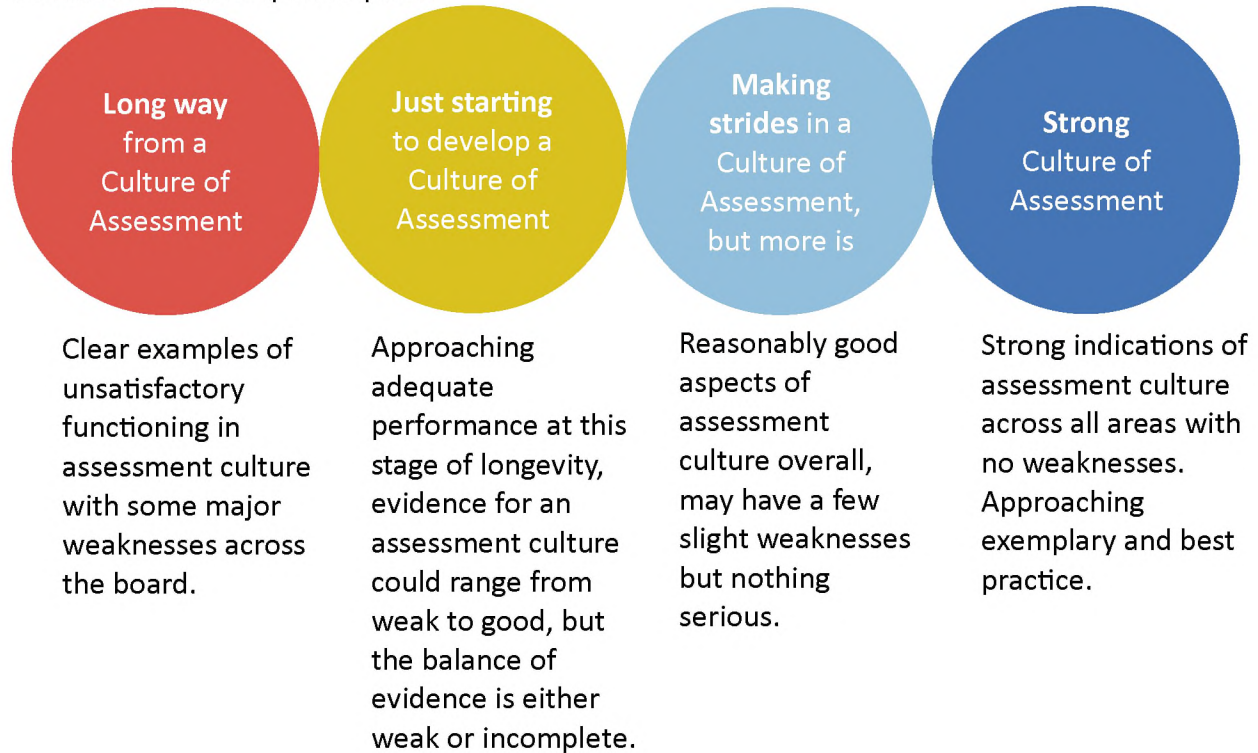 Long way
from a
Culture of
Assessment
Just starting
to develop a
Culture of
Assessment
Making
strides in a
Culture of
Assessment,
but more is
Strong
Culture of
Assessment
Clear examples of
unsatisfactory
functioning in
assessment culture
with some major
weaknesses across
the board.
Approaching
adequate
performance at this
stage of longevity,
evidence for an
assessment culture
could range from
weak to good, but
the balance of
evidence is either
weak or incomplete.
Reasonably good
aspects of
assessment
culture overall,
may have a few
slight weaknesses
but nothing
serious.
Strong indications of
assessment culture
across all areas with
no weaknesses.
Approaching
exemplary and best
practice.